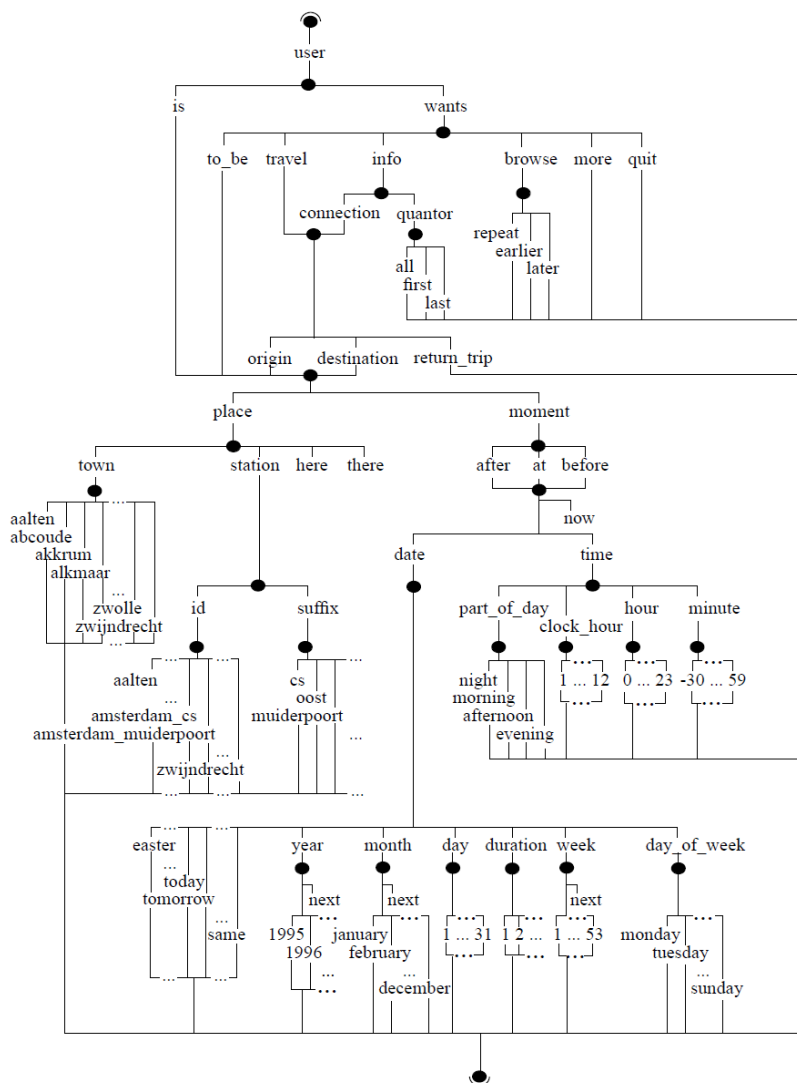 user
is wants
to_be travel info browse more quit
connection quantor
repeat
earlier
later
all
first
last
origin destination return_trip
place moment
town station here there
after at before
now
aalten
abcoude
akkrum
alkmaar
...
...
zwolle
zwijndrecht
date time
id suffix
part_of_day clock_hour hour minute
... ... ...
1 ... 12 0 ... 23 -30 ... 59
... ... ...
night
morning
afternoon
evening
... ...
aalten
...
amsterdam_cs
amsterdam_muiderpoort
...
zwijndrecht
...
cs
oost
muiderpoort
...
... ...
... ...
easter
...
today
tomorrow
...
same
year month day duration week day_of_week
next next next
... ... ... ... ... ...
1995
1996
...
...
january
february
...
december
1 ... 31
...
1 2 ...
...
1 ... 53
...
monday
tuesday
...
sunday